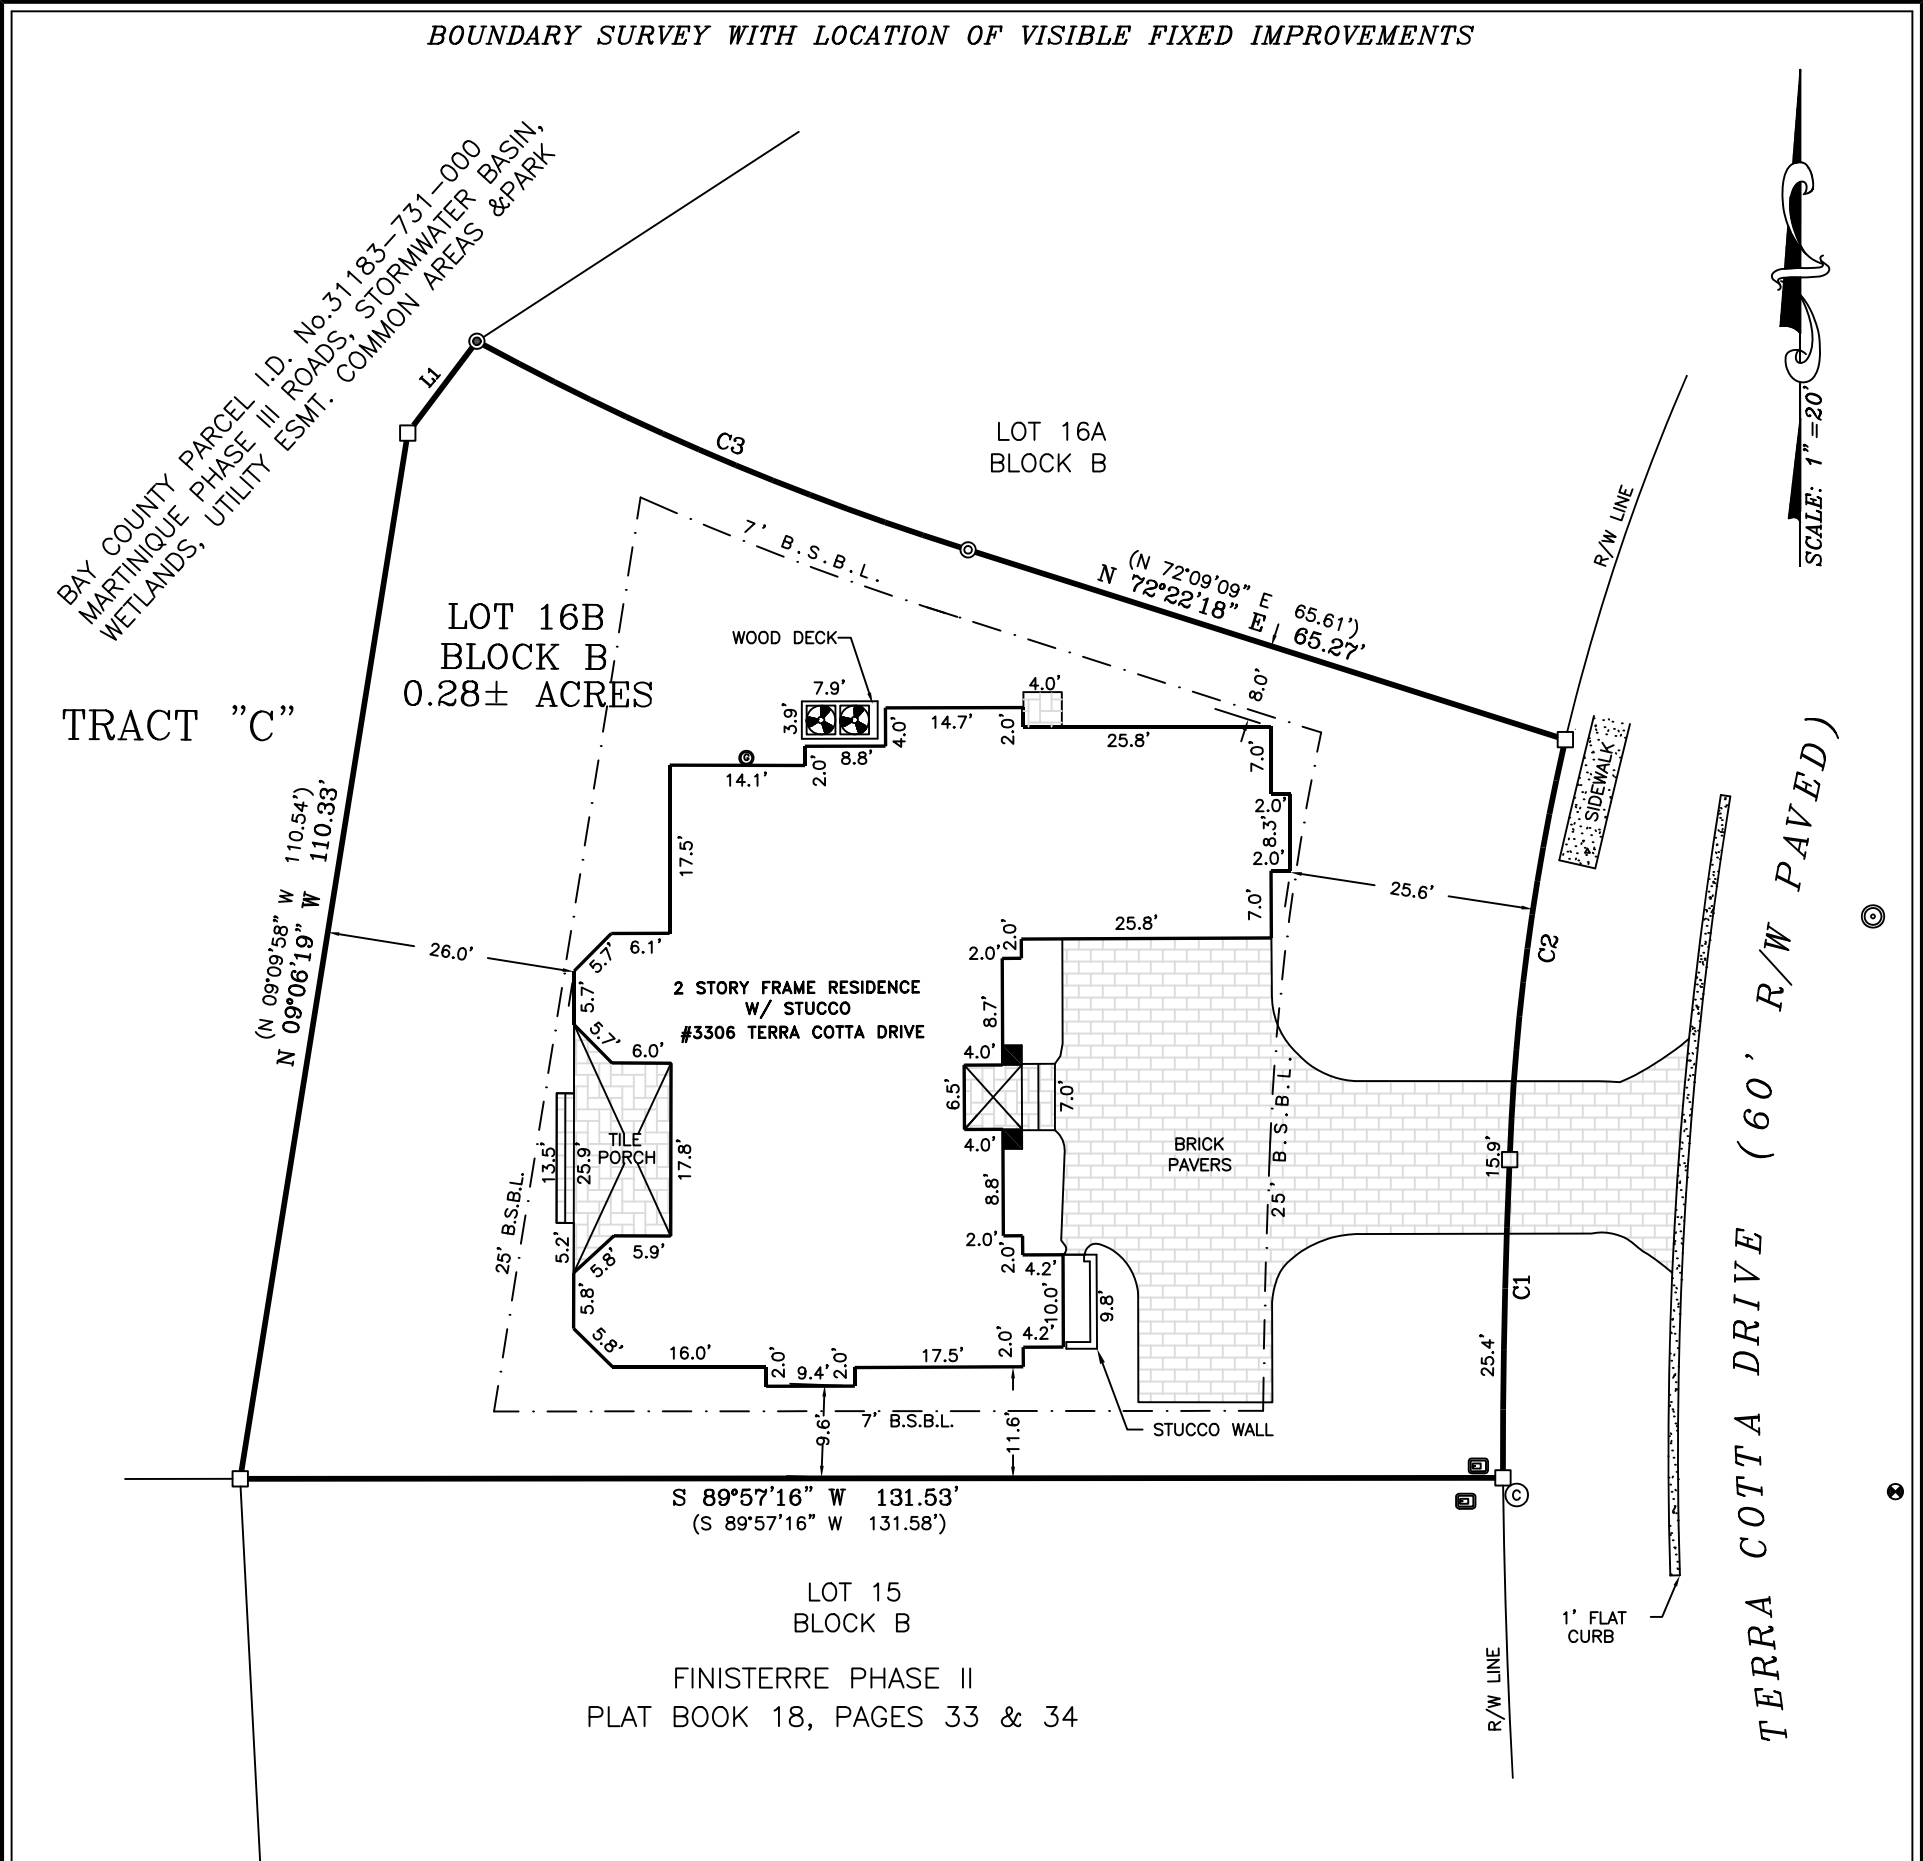 BOUNDARY SURVEY WITH LOCATION OF VISIBLE FIXED IMPROVEMENTS
BAY COUNTY PARCEL I.D. No.31183-731-000
MARTINIQUE PHASE III ROADS, STORMWATER BASIN,
WETLANDS, UTILITY ESMT. COMMON AREAS &PARK
SCALE: 1"=20'
L1
C3
LOT 16A
BLOCK B
R/W LINE
7' B.S.B.L.
(N 72°09'09" E 65.61')
N 72°22'18" E 65.27'
LOT 16B
BLOCK B
0.28± ACRES
TRACT "C"
WOOD DECK
7.9'
3.9'
4.0'
8.8'
2.0'
14.1'
G
14.7'
4.0'
2.0'
25.8'
8.0'
7.0'
2.0'
8.3'
2.0'
7.0'
25.6'
SIDEWALK
C2
17.5'
(N 09°09'58" W 110.54')
N 09°06'19" W 110.33'
26.0'
6.1'
5.7'
5.7'
5.7'
6.0'
2 STORY FRAME RESIDENCE
W/ STUCCO
#3306 TERRA COTTA DRIVE
25.8'
2.0'
2.0'
8.7'
4.0'
6.5'
7.0'
4.0'
8.8'
2.0'
2.0'
4.2'
10.0'
9.8'
4.2'
2.0'
TILE
PORCH
13.5'
25.9'
17.8'
5.2'
5.8'
5.9'
5.8'
5.8'
16.0'
2.0'
9.4'
2.0'
17.5'
BRICK
PAVERS
25' B.S.B.L.
25' B.S.B.L.
15.9'
C1
25.4'
9.6'
7' B.S.B.L.
11.6'
STUCCO WALL
C
S 89°57'16" W 131.53'
(S 89°57'16" W 131.58')
LOT 15
BLOCK B
FINISTERRE PHASE II
PLAT BOOK 18, PAGES 33 & 34
R/W LINE
1' FLAT
CURB
TERRA COTTA DRIVE (60' R/W PAVED)